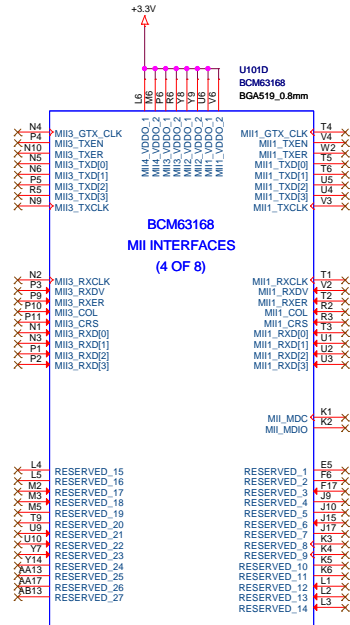 +3.3V
U101D
BCM63168
BGA519_0.8mm
L6 M6 P6 R6 Y8 Y9 U6 V6
MII4_VDDO_1 MII4_VDDO_2 MII3_VDDO_1 MII3_VDDO_2 MII2_VDDO_1 MII2_VDDO_2 MII1_VDDO_1 MII1_VDDO_2
N4 MII3_GTX_CLK MII1_GTX_CLK T4
P4 MII3_TXEN MII1_TXEN V4
N10 MII3_TXER MII1_TXER W2
N5 MII3_TXD[0] MII1_TXD[0] T5
N6 MII3_TXD[1] MII1_TXD[1] T6
P5 MII3_TXD[2] MII1_TXD[2] U5
R5 MII3_TXD[3] MII1_TXD[3] U4
N9 MII3_TXCLK MII1_TXCLK V3
BCM63168
MII INTERFACES
(4 OF 8)
N2 MII3_RXCLK MII1_RXCLK T1
P3 MII3_RXDV MII1_RXDV V2
P9 MII3_RXER MII1_RXER T2
P10 MII3_COL MII1_COL R2
P11 MII3_CRS MII1_CRS R3
N1 MII3_RXD[0] MII1_RXD[0] T3
N3 MII3_RXD[1] MII1_RXD[1] U1
P1 MII3_RXD[2] MII1_RXD[2] U2
P2 MII3_RXD[3] MII1_RXD[3] U3
MII_MDC K1
MII_MDIO K2
L4 RESERVED_15 RESERVED_1 E5
L5 RESERVED_16 RESERVED_2 F6
M2 RESERVED_17 RESERVED_3 F17
M3 RESERVED_18 RESERVED_4 J9
M5 RESERVED_19 RESERVED_5 J10
T9 RESERVED_20 RESERVED_6 J15
U9 RESERVED_21 RESERVED_7 J17
U10 RESERVED_22 RESERVED_8 K3
Y7 RESERVED_23 RESERVED_9 K4
Y14 RESERVED_24 RESERVED_10 K5
AA13 RESERVED_25 RESERVED_11 K6
AA17 RESERVED_26 RESERVED_12 L1
AB13 RESERVED_27 RESERVED_13 L2
RESERVED_14 L3